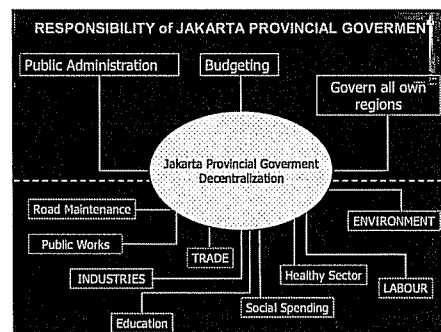 RESPONSIBILITY of JAKARTA PROVINCIAL GOVERMENT
Public Administration
Budgeting
Govern all own
regions
Jakarta Provincial Goverment
Decentralization
Road Maintenance
ENVIRONMENT
Public Works
TRADE
INDUSTRIES
Healthy Sector
LABOUR
Social Spending
Education